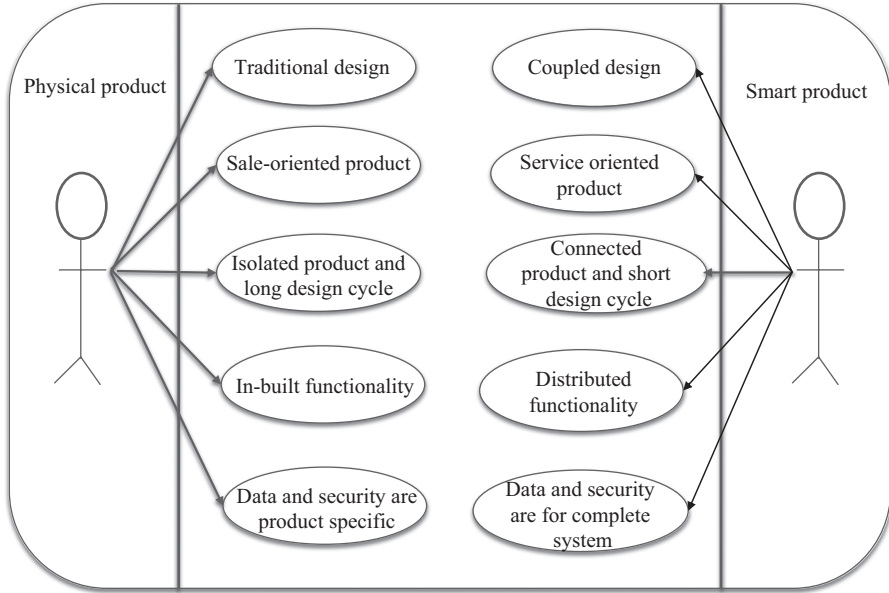 Physical product
Traditional design
Sale-oriented product
Isolated product and
long design cycle
In-built functionality
Data and security are
product specific
Coupled design
Service oriented
product
Connected
product and short
design cycle
Distributed
functionality
Data and security
are for complete
system
Smart product